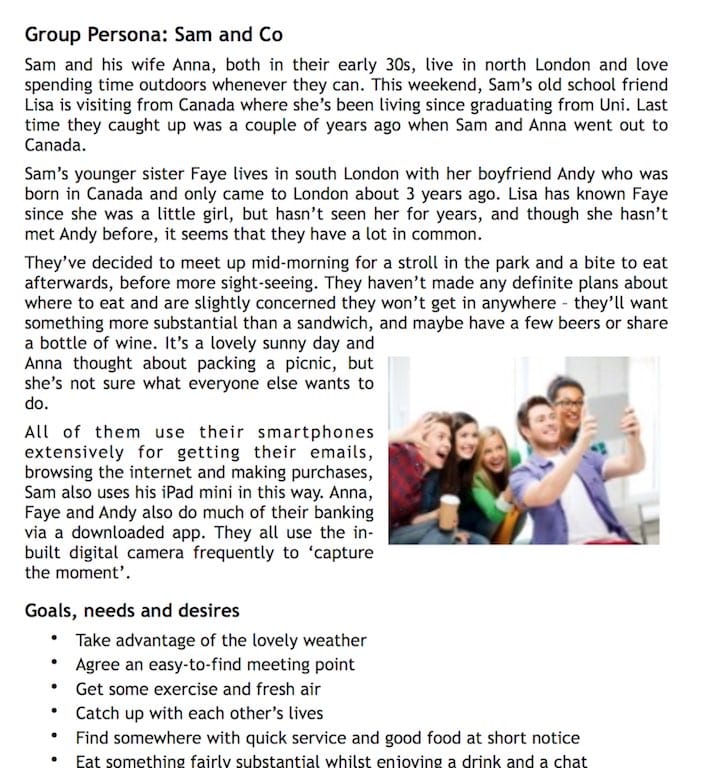 Group Persona: Sam and Co
Sam and his wife Anna, both in their early 30s, live in north London and love
spending time outdoors whenever they can. This weekend, Sam's old school friend
Lisa is visiting from Canada where she's been living since graduating from Uni. Last
time they caught up was a couple of years ago when Sam and Anna went out to
Canada.
Sam's younger sister Faye lives in south London with her boyfriend Andy who was
born in Canada and only came to London about 3 years ago. Lisa has known Faye
since she was a little girl, but hasn't seen her for years, and though she hasn't
met Andy before, it seems that they have a lot in common.
They've decided to meet up mid-morning for a stroll in the park and a bite to eat
afterwards, before more sight-seeing. They haven't made any definite plans about
where to eat and are slightly concerned they won't get in anywhere – they'll want
something more substantial than a sandwich, and maybe have a few beers or share
a bottle of wine. It's a lovely sunny day and
Anna thought about packing a picnic, but
she's not sure what everyone else wants to
do.
All of them use their smartphones
extensively for getting their emails,
browsing the internet and making purchases,
Sam also uses his iPad mini in this way. Anna,
Faye and Andy also do much of their banking
via a downloaded app. They all use the in-
built digital camera frequently to 'capture
the moment'.
Goals, needs and desires
• Take advantage of the lovely weather
• Agree an easy-to-find meeting point
• Get some exercise and fresh air
• Catch up with each other's lives
• Find somewhere with quick service and good food at short notice
• Eat something fairly substantial whilst enjoying a drink and a chat